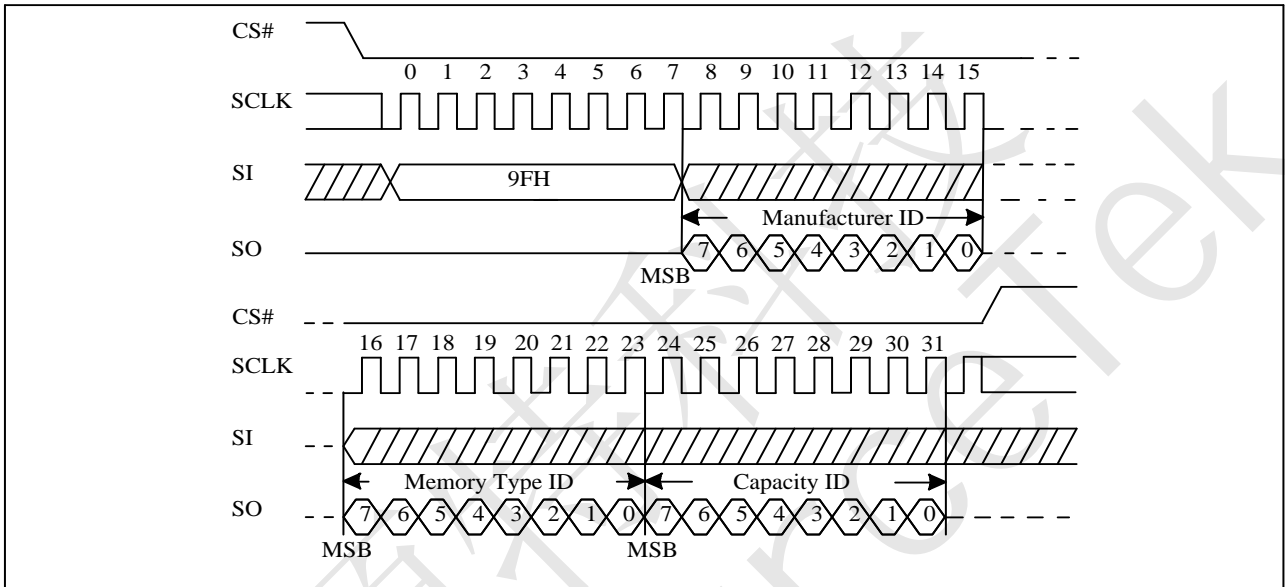 CS#
0 1 2 3 4 5 6 7 8 9 10 11 12 13 14 15
SCLK
SI
9FH
Manufacturer ID
SO
7 6 5 4 3 2 1 0
MSB
CS#
16 17 18 19 20 21 22 23 24 25 26 27 28 29 30 31
SCLK
SI
Memory Type ID Capacity ID
SO
7 6 5 4 3 2 1 0 7 6 5 4 3 2 1 0
MSB MSB